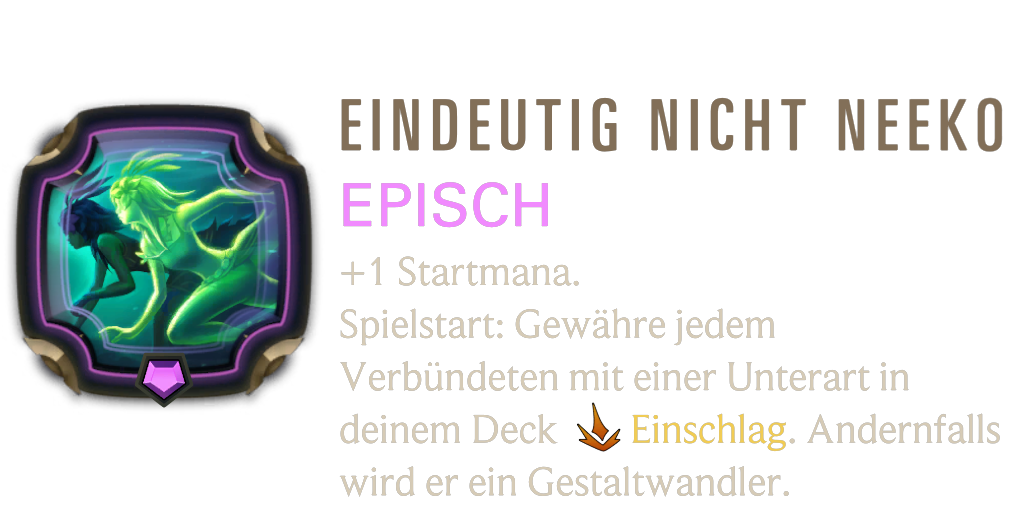 EINDEUTIG NICHT NEEKO
EPISCH
+1 Startmana.
Spielstart: Gewähre jedem
Verbündeten mit einer Unterart in
deinem Deck Einschlag. Andernfalls
wird er ein Gestaltwandler.